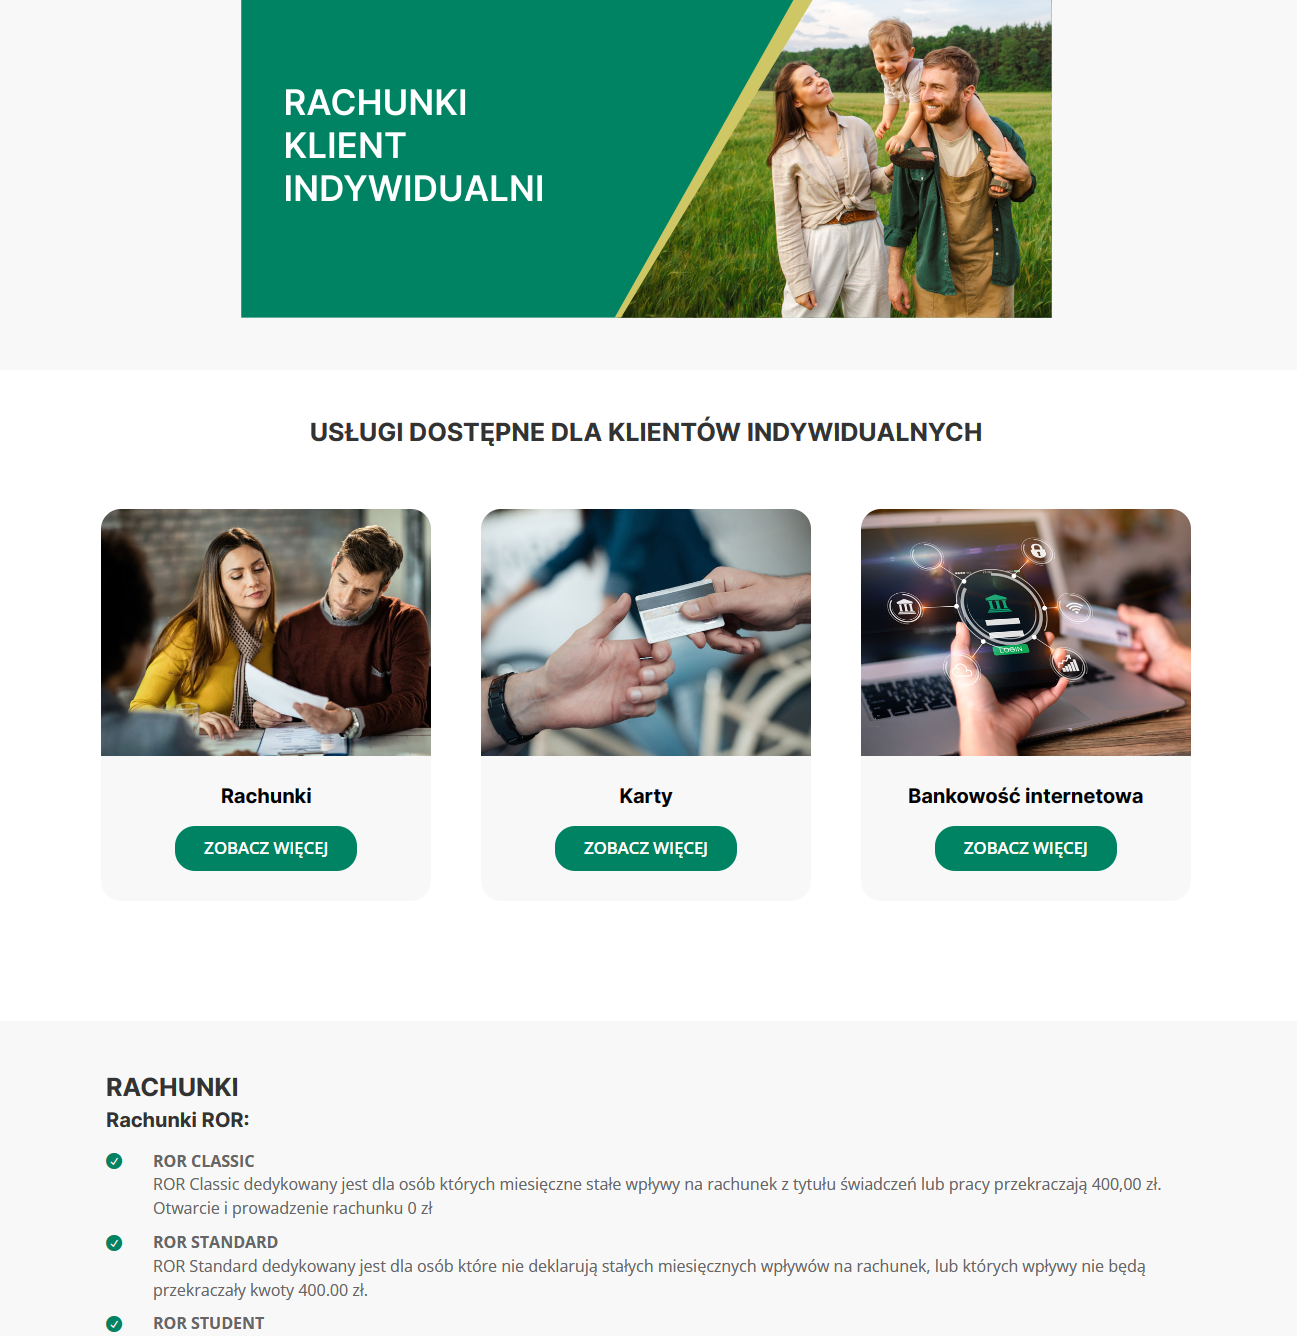 RACHUNKI
KLIENT
INDYWIDUALNI
USŁUGI DOSTĘPNE DLA KLIENTÓW INDYWIDUALNYCH
LOGIN
Rachunki
Karty
Bankowość internetowa
ZOBACZ WIĘCEJ
ZOBACZ WIĘCEJ
ZOBACZ WIĘCEJ
RACHUNKI
Rachunki ROR:
ROR CLASSIC
ROR Classic dedykowany jest dla osób których miesięczne stałe wpływy na rachunek z tytułu świadczeń lub pracy przekraczają 400,00 zł.
Otwarcie i prowadzenie rachunku 0 zł
ROR STANDARD
ROR Standard dedykowany jest dla osób które nie deklarują stałych miesięcznych wpływów na rachunek, lub których wpływy nie będą
przekraczały kwoty 400.00 zł.
ROR STUDENT